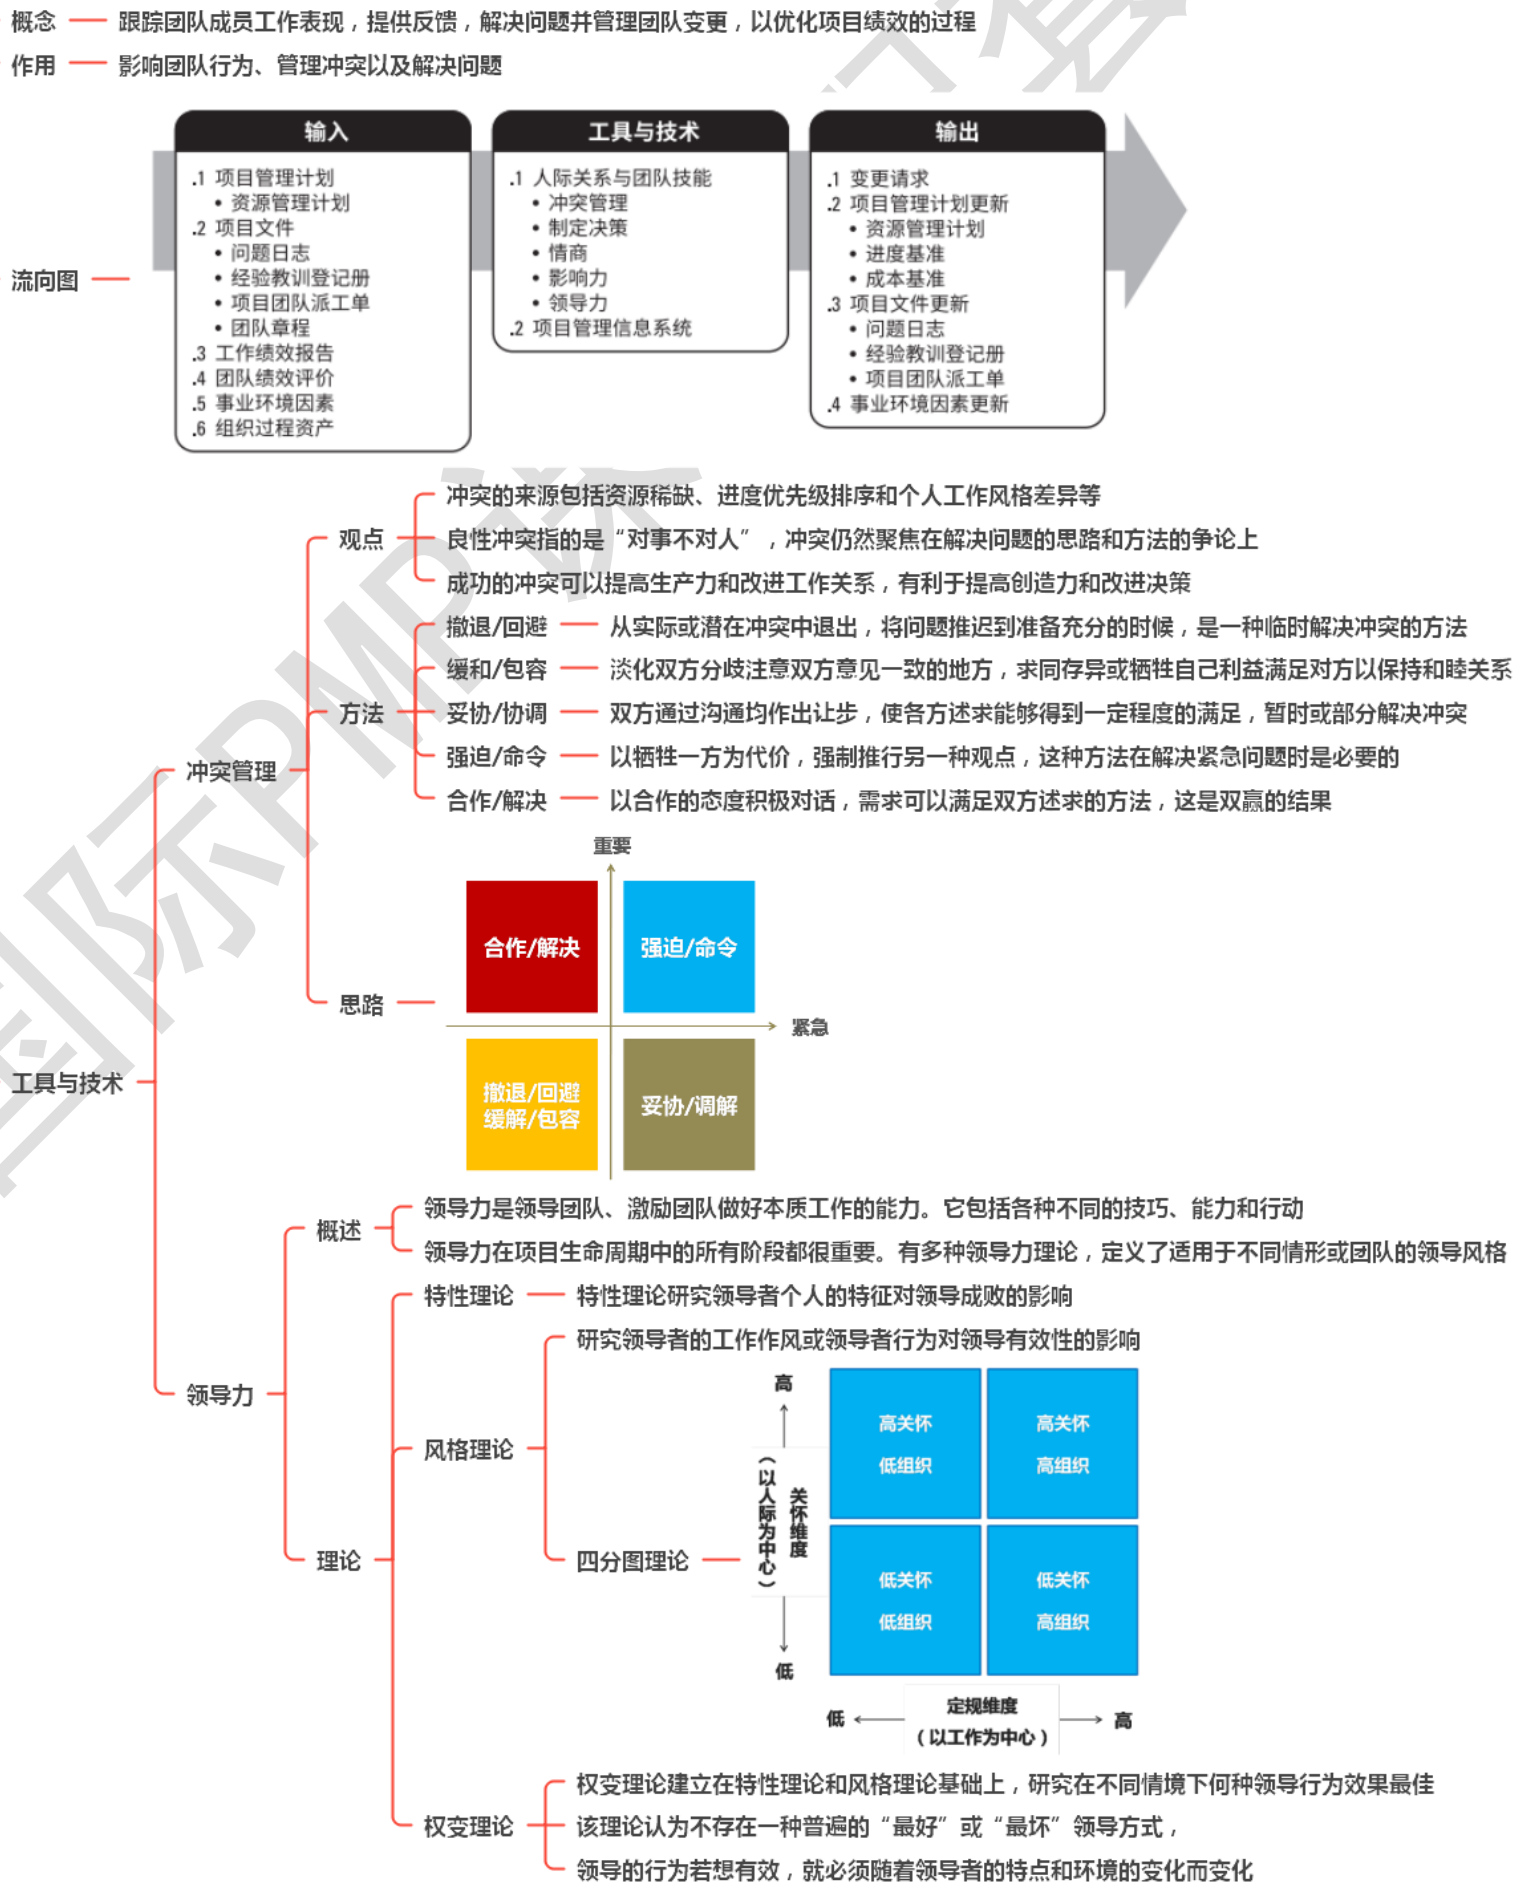 概念
跟踪团队成员工作表现，提供反馈，解决问题并管理团队变更，以优化项目绩效的过程
作用
影响团队行为、管理冲突以及解决问题
流向图
输入
.1 项目管理计划
• 资源管理计划
.2 项目文件
• 问题日志
• 经验教训登记册
• 项目团队派工单
• 团队章程
.3 工作绩效报告
.4 团队绩效评价
.5 事业环境因素
.6 组织过程资产
工具与技术
.1 人际关系与团队技能
• 冲突管理
• 制定决策
• 情商
• 影响力
• 领导力
.2 项目管理信息系统
输出
.1 变更请求
.2 项目管理计划更新
• 资源管理计划
• 进度基准
• 成本基准
.3 项目文件更新
• 问题日志
• 经验教训登记册
• 项目团队派工单
.4 事业环境因素更新
工具与技术
冲突管理
观点
冲突的来源包括资源稀缺、进度优先级排序和个人工作风格差异等
良性冲突指的是“对事不对人”，冲突仍然聚焦在解决问题的思路和方法的争论上
成功的冲突可以提高生产力和改进工作关系，有利于提高创造力和改进决策
方法
撤退/回避
从实际或潜在冲突中退出，将问题推迟到准备充分的时候，是一种临时解决冲突的方法
缓和/包容
淡化双方分歧注意双方意见一致的地方，求同存异或牺牲自己利益满足对方以保持和睦关系
妥协/协调
双方通过沟通均作出让步，使各方述求能够得到一定程度的满足，暂时或部分解决冲突
强迫/命令
以牺牲一方为代价，强制推行另一种观点，这种方法在解决紧急问题时是必要的
合作/解决
以合作的态度积极对话，需求可以满足双方述求的方法，这是双赢的结果
思路
重要
合作/解决
强迫/命令
紧急
撤退/回避
缓解/包容
妥协/调解
领导力
概述
领导力是领导团队、激励团队做好本质工作的能力。它包括各种不同的技巧、能力和行动
领导力在项目生命周期中的所有阶段都很重要。有多种领导力理论，定义了适用于不同情形或团队的领导风格
理论
特性理论
特性理论研究领导者个人的特征对领导成败的影响
风格理论
研究领导者的工作作风或领导者行为对领导有效性的影响
四分图理论
高
关怀维度
（以人际为中心）
低
高关怀
低组织
高关怀
高组织
低关怀
低组织
低关怀
高组织
低
定规维度
（以工作为中心）
高
权变理论
权变理论建立在特性理论和风格理论基础上，研究在不同情境下何种领导行为效果最佳
该理论认为不存在一种普遍的“最好”或“最坏”领导方式，
领导的行为若想有效，就必须随着领导者的特点和环境的变化而变化
国际PMP